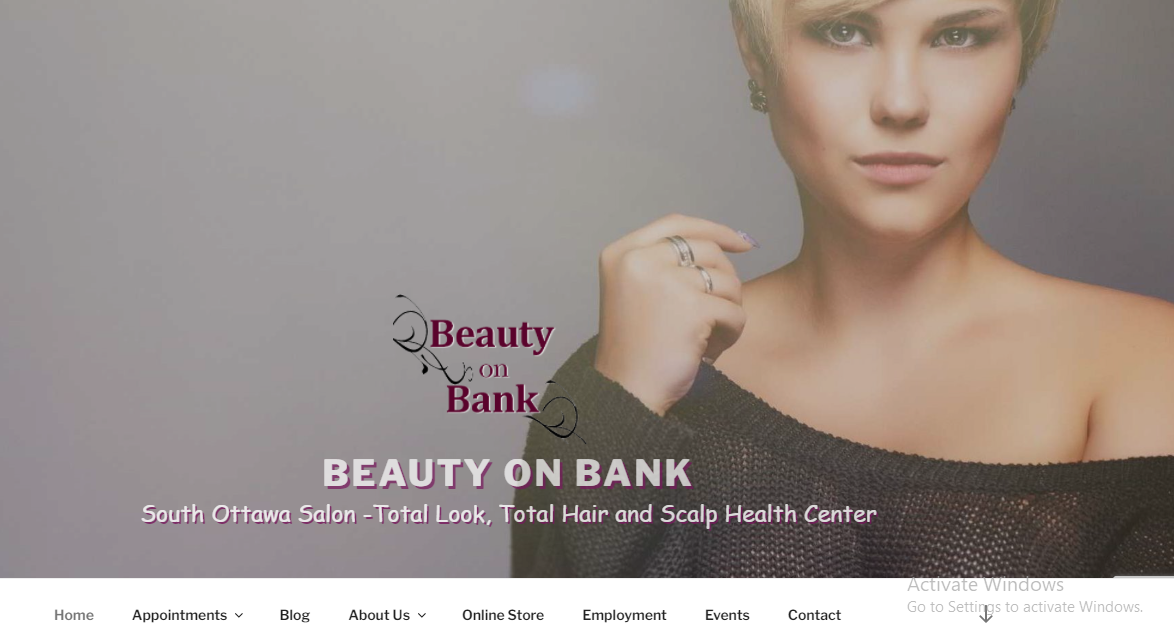 Beauty
on
Bank
BEAUTY ON BANK
South Ottawa Salon -Total Look, Total Hair and Scalp Health Center
Activate Windows
Go to Settings to activate Windows.
Home Appointments Blog About Us Online Store Employment Events Contact